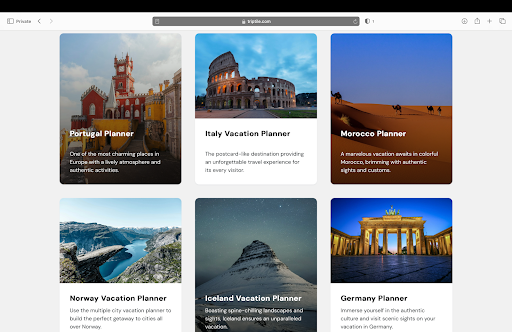 Private
triptile.com
1
Portugal Planner
One of the most charming places in
Europe with a lively atmosphere and
authentic activities.
Italy Vacation Planner
The postcard-like destination providing
an unforgettable travel experience for
its every visitor.
Morocco Planner
A marvelous vacation awaits in colorful
Morocco, brimming with authentic
sights and customs.
Norway Vacation Planner
Use the multiple city vacation planner to
build the perfect getaway to cities all
over Norway.
Iceland Vacation Planner
Boasting spine-chilling landscapes and
sights, Iceland ensures an unparalleled
vacation.
Germany Planner
Immerse yourself in the authentic
culture and visit scenic sights on your
vacation in Germany.